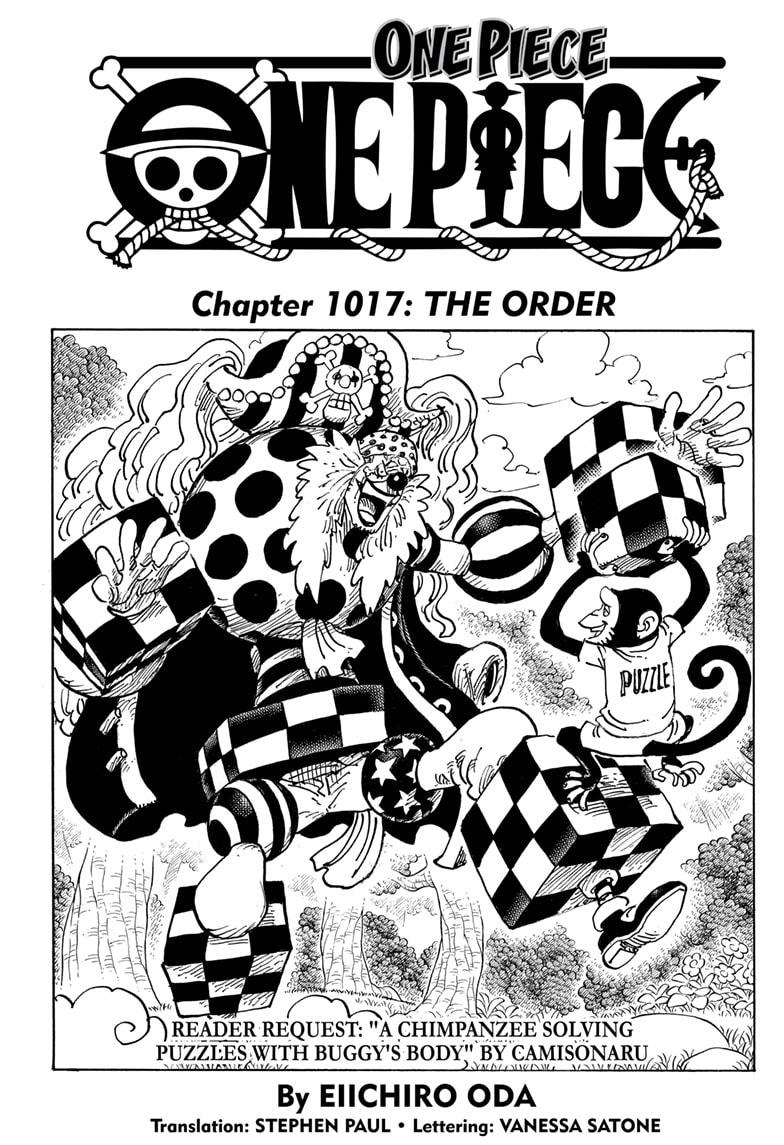 ONE PIECE
ONE PIECE
Chapter 1017: THE ORDER
PUZZLE
READER REQUEST: "A CHIMPANZEE SOLVING
PUZZLES WITH BUGGY'S BODY" BY CAMISONARU
By EIICHIRO ODA
Translation: STEPHEN PAUL • Lettering: VANESSA SATONE